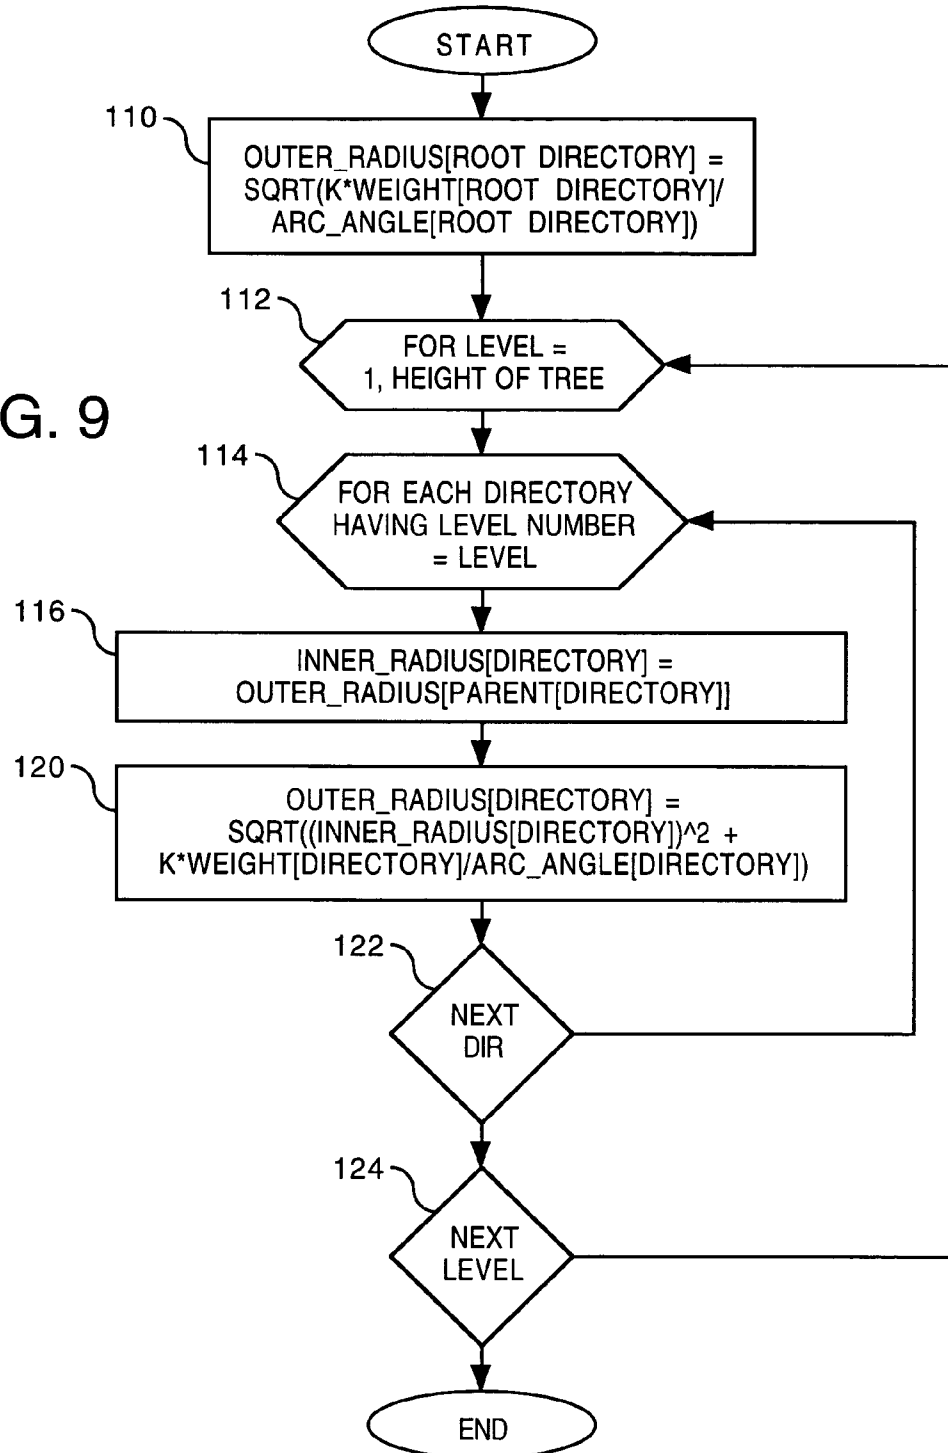 START
110
OUTER_RADIUS[ROOT DIRECTORY] =
SQRT(K*WEIGHT[ROOT DIRECTORY]/
ARC_ANGLE[ROOT DIRECTORY])
112
FOR LEVEL =
1, HEIGHT OF TREE
G. 9
114
FOR EACH DIRECTORY
HAVING LEVEL NUMBER
= LEVEL
116
INNER_RADIUS[DIRECTORY] =
OUTER_RADIUS[PARENT[DIRECTORY]]
120
OUTER_RADIUS[DIRECTORY] =
SQRT((INNER_RADIUS[DIRECTORY])^2 +
K*WEIGHT[DIRECTORY]/ARC_ANGLE[DIRECTORY])
122
NEXT
DIR
124
NEXT
LEVEL
END